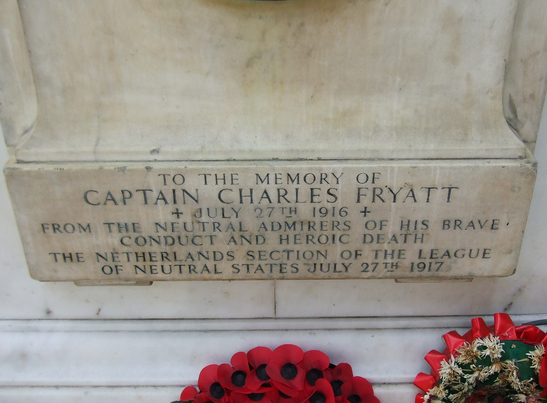 TO THE MEMORY OF
CAPTAIN CHARLES FRYATT
+ JULY 27TH 1916 +
FROM THE NEUTRAL ADMIRERS OF HIS BRAVE
CONDUCT AND HEROIC DEATH
THE NETHERLANDS SECTION OF THE LEAGUE
OF NEUTRAL STATES JULY 27TH 1917